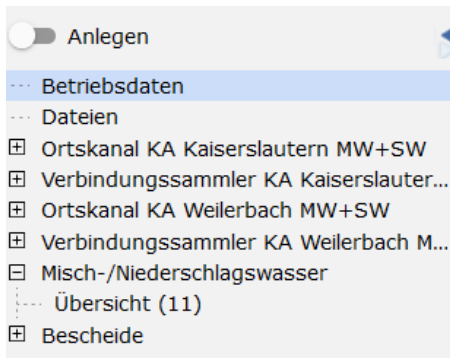 Anlegen
Betriebsdaten
Dateien
Ortskanal KA Kaiserslautern MW+SW
Verbindungssammler KA Kaiserslauter...
Ortskanal KA Weilerbach MW+SW
Verbindungssammler KA Weilerbach M...
Misch-/Niederschlagswasser
Übersicht (11)
Bescheide